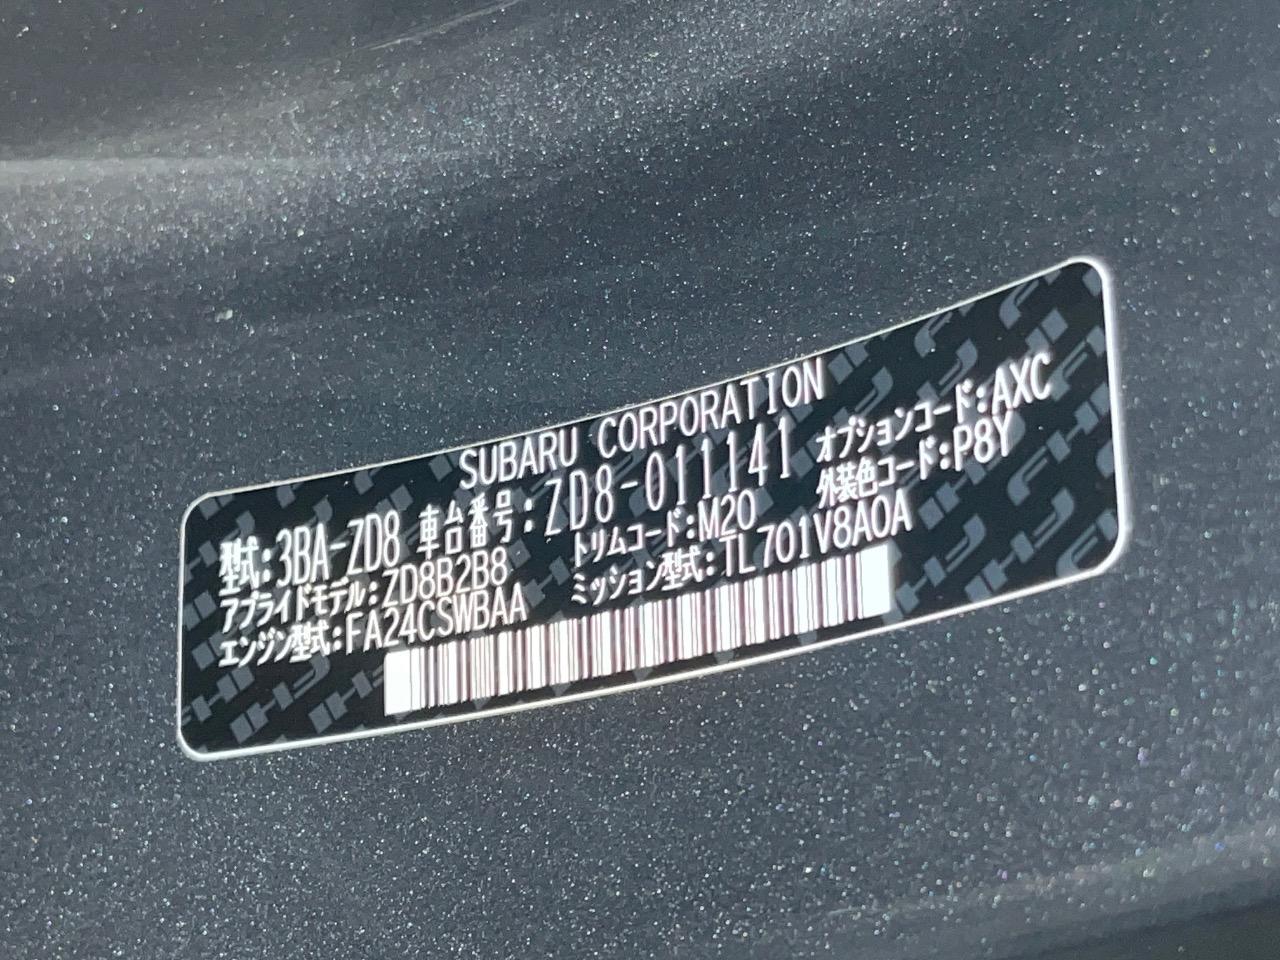 SUBARU CORPORATION
型式:3BA-ZD8 車台番号:ZD8-011141 オプションコード:AXC
アプライドモデル:ZD8B2B8 トリムコード:M20 外装色コード:P8Y
エンジン型式:FA24CSWBAA ミッション型式:TL701V8A0A